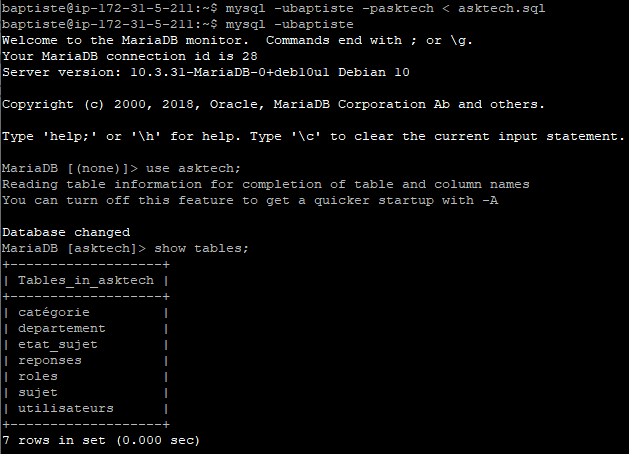 baptiste@ip-172-31-5-211:~$ mysql -ubaptiste -pasktech < asktech.sql
baptiste@ip-172-31-5-211:~$ mysql -ubaptiste
Welcome to the MariaDB monitor.  Commands end with ; or \g.
Your MariaDB connection id is 28
Server version: 10.3.31-MariaDB-0+deb10u1 Debian 10
Copyright (c) 2000, 2018, Oracle, MariaDB Corporation Ab and others.
Type 'help;' or '\h' for help. Type '\c' to clear the current input statement.
MariaDB [(none)]> use asktech;
Reading table information for completion of table and column names
You can turn off this feature to get a quicker startup with -A
Database changed
MariaDB [asktech]> show tables;
+-------------------+
| Tables_in_asktech |
+-------------------+
| catégorie         |
| departement       |
| etat_sujet        |
| reponses          |
| roles             |
| sujet             |
| utilisateurs      |
+-------------------+
7 rows in set (0.000 sec)